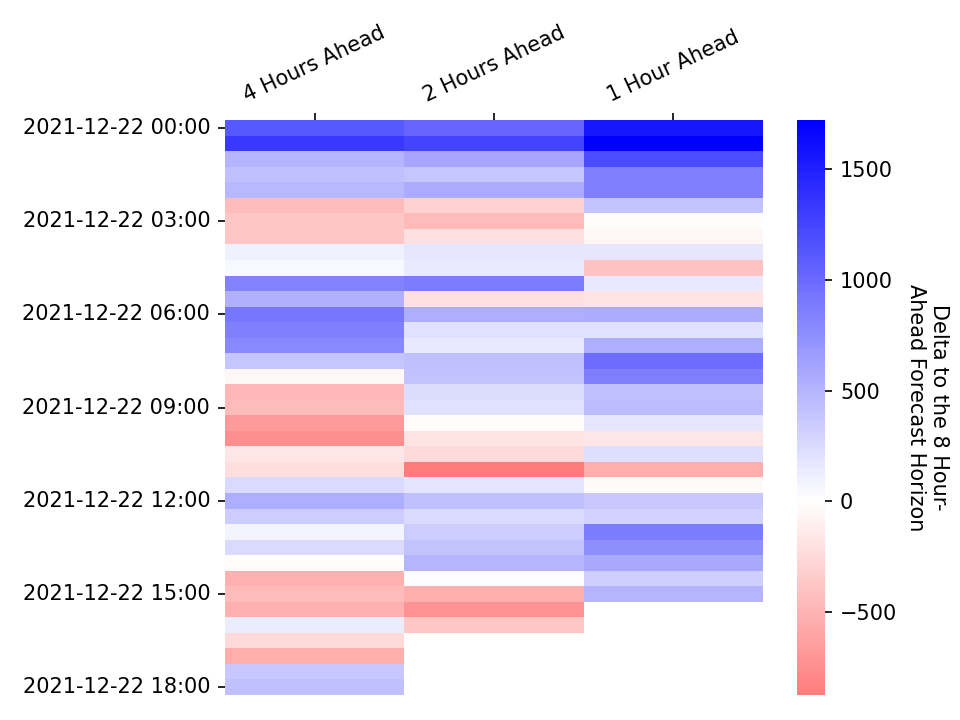 4 Hours Ahead
2 Hours Ahead
1 Hour Ahead
2021-12-22 00:00
2021-12-22 03:00
2021-12-22 06:00
2021-12-22 09:00
2021-12-22 12:00
2021-12-22 15:00
2021-12-22 18:00
1500
1000
500
0
−500
Delta to the 8 Hour-
Ahead Forecast Horizon